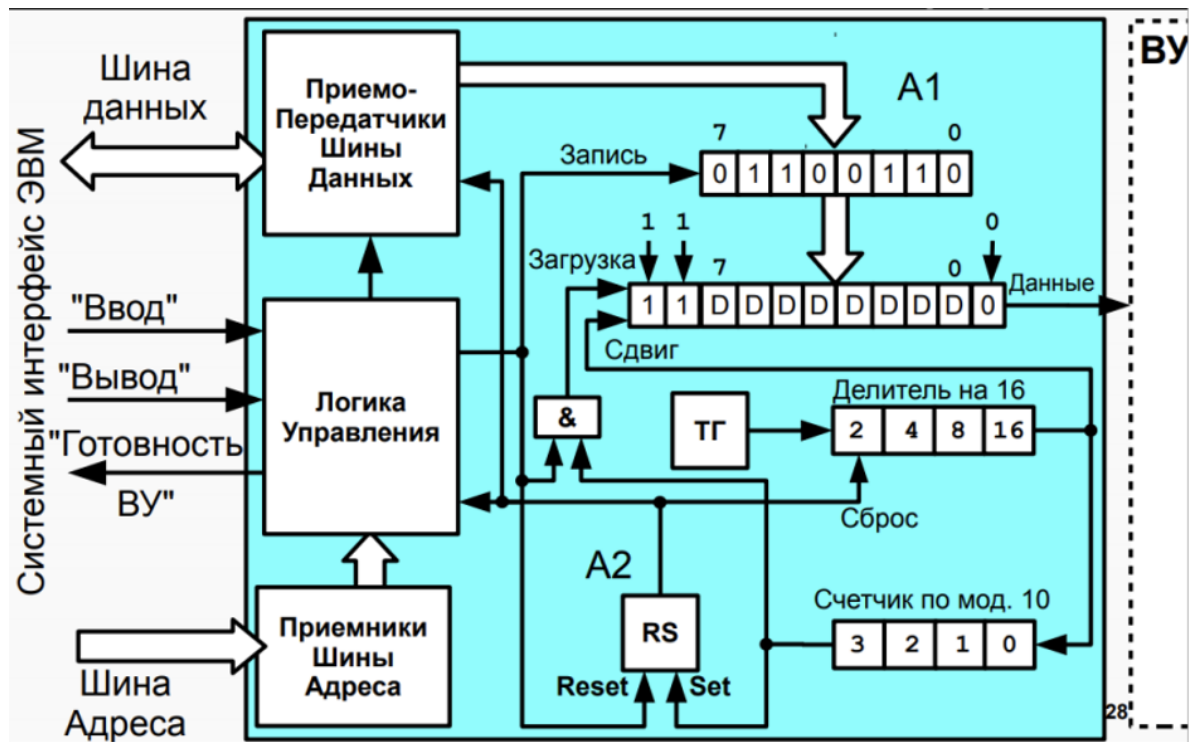 Системный интерфейс ЭВМ
Шина
данных
"Ввод"
"Вывод"
"Готовность
ВУ"
Шина
Адреса
Приемо-
Передатчики
Шины
Данных
Логика
Управления
Приемники
Шины
Адреса
A1
7 0
Запись
0 1 1 0 0 1 1 0
1 1 0
Загрузка
7 0
1 1 D D D D D D D D 0
Данные
Сдвиг
&
ТГ
Делитель на 16
2 4 8 16
Сброс
A2
RS
Reset Set
Счетчик по мод. 10
3 2 1 0
ВУ
28